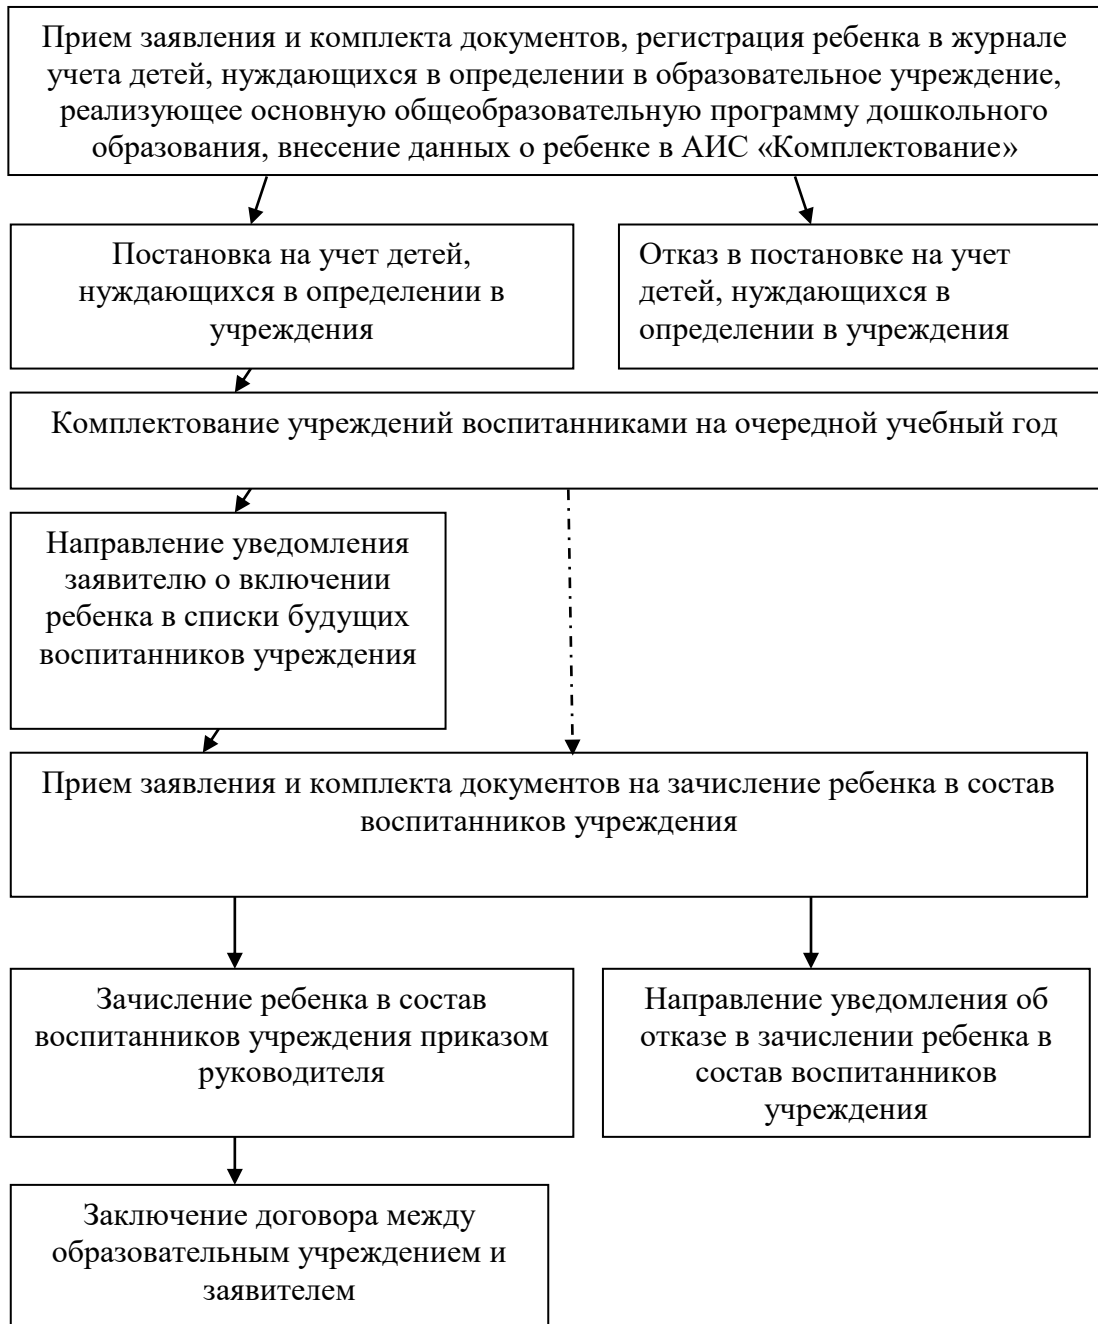 Прием заявления и комплекта документов, регистрация ребенка в журнале
учета детей, нуждающихся в определении в образовательное учреждение,
реализующее основную общеобразовательную программу дошкольного
образования, внесение данных о ребенке в АИС «Комплектование»
Постановка на учет детей,
нуждающихся в определении в
учреждения
Отказ в постановке на учет
детей, нуждающихся в
определении в учреждения
Комплектование учреждений воспитанниками на очередной учебный год
Направление уведомления
заявителю о включении
ребенка в списки будущих
воспитанников учреждения
Прием заявления и комплекта документов на зачисление ребенка в состав
воспитанников учреждения
Зачисление ребенка в состав
воспитанников учреждения приказом
руководителя
Направление уведомления об
отказе в зачислении ребенка в
состав воспитанников
учреждения
Заключение договора между
образовательным учреждением и
заявителем